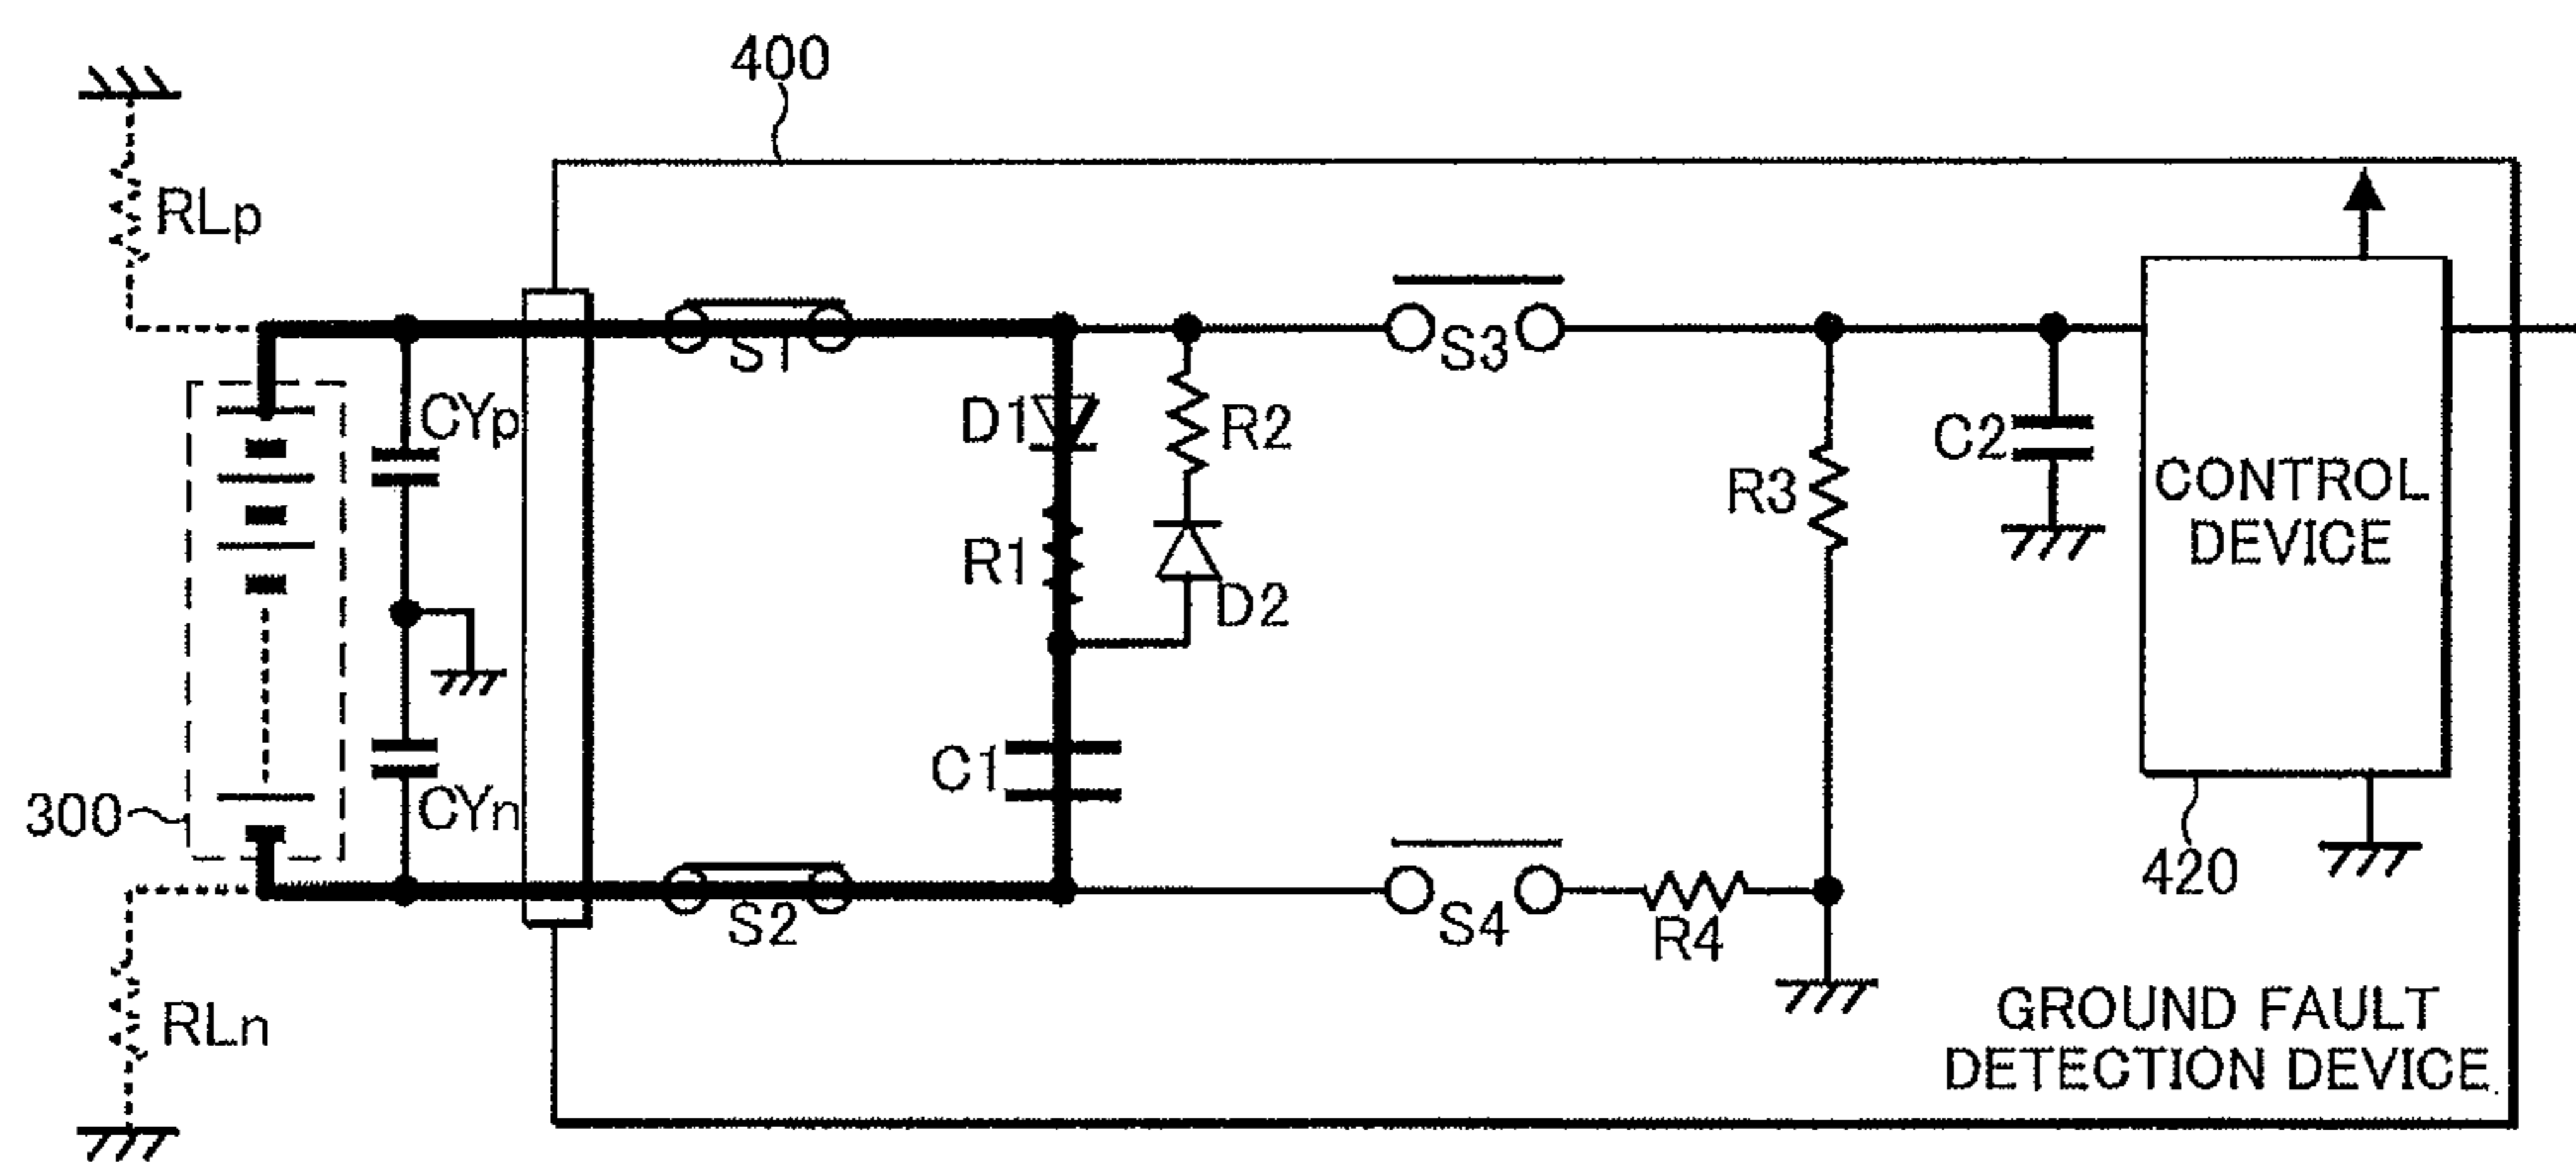 400
RLp
S1
S3
CYp
D1
R2
C2
R3
CONTROL
DEVICE
R1
D2
C1
300
CYn
420
S2
S4
R4
RLn
GROUND FAULT
DETECTION DEVICE